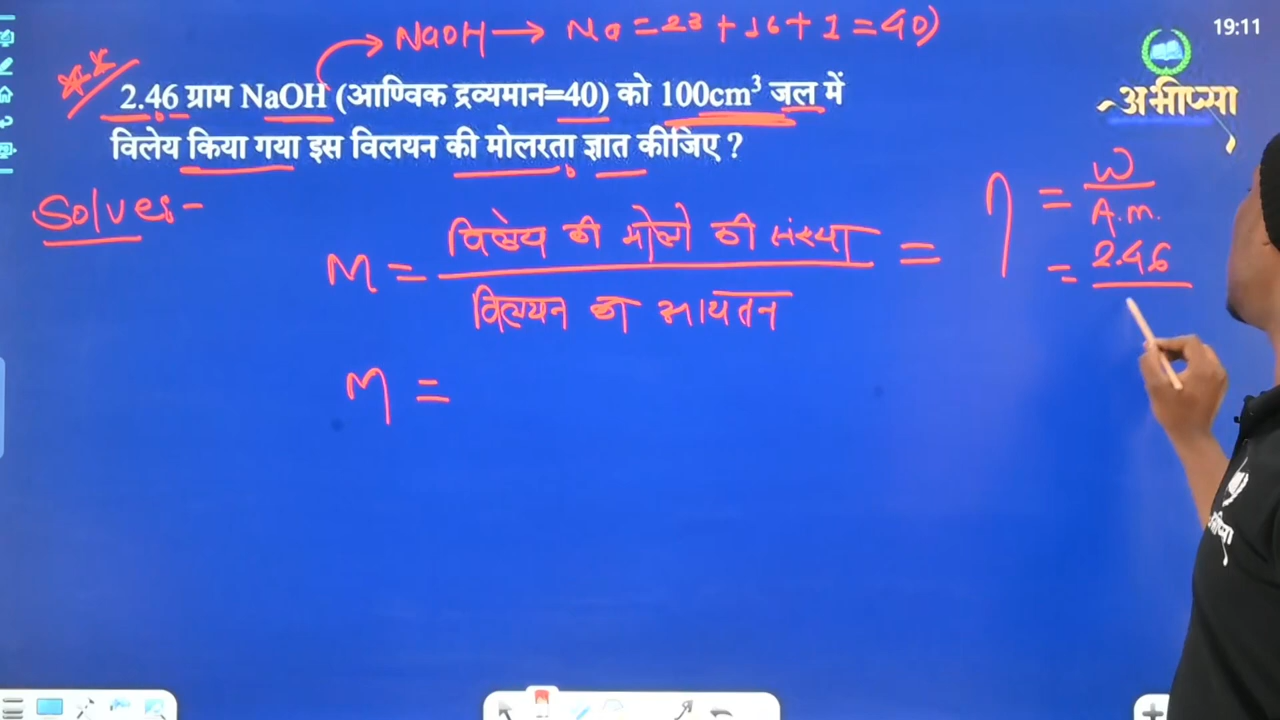 NaOH → Na = 23 + 16 + 1 = 40)
19:11
2.46 ग्राम NaOH (आण्विक द्रव्यमान=40) को 100cm³ जल में
अभीप्सा
विलेय किया गया इस विलयन की मोलरता ज्ञात कीजिए ?
Solve:-
M = विलेय की मोलो की संख्या / विलयन का आयतन =
η = W / A.m.
= 2.46
M =